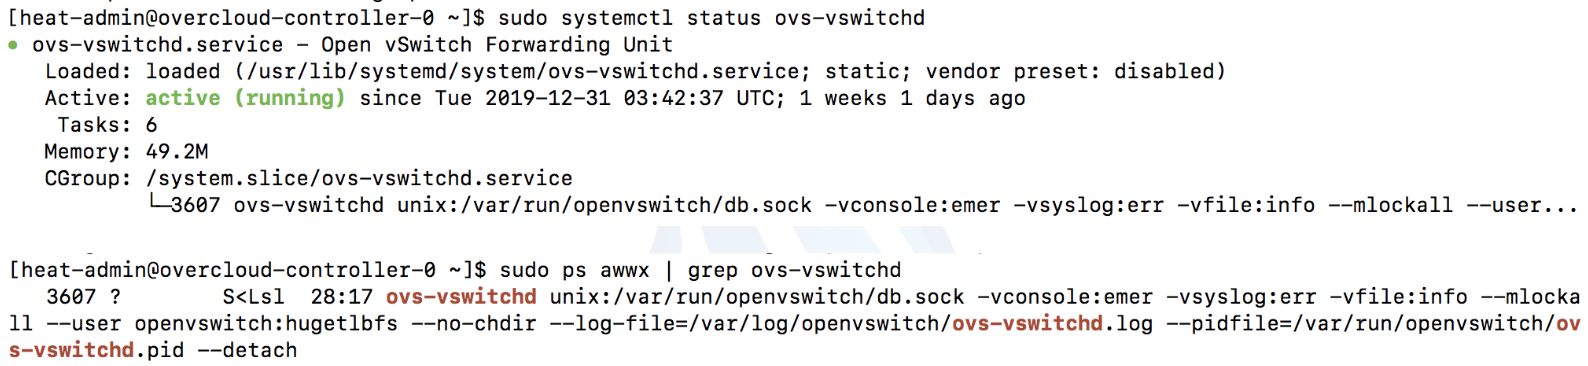 [heat-admin@overcloud-controller-0 ~]$ sudo systemctl status ovs-vswitchd
● ovs-vswitchd.service - Open vSwitch Forwarding Unit
   Loaded: loaded (/usr/lib/systemd/system/ovs-vswitchd.service; static; vendor preset: disabled)
   Active: active (running) since Tue 2019-12-31 03:42:37 UTC; 1 weeks 1 days ago
    Tasks: 6
   Memory: 49.2M
   CGroup: /system.slice/ovs-vswitchd.service
           └─3607 ovs-vswitchd unix:/var/run/openvswitch/db.sock -vconsole:emer -vsyslog:err -vfile:info --mlockall --user...
[heat-admin@overcloud-controller-0 ~]$ sudo ps awwx | grep ovs-vswitchd
   3607 ?        S<Lsl  28:17 ovs-vswitchd unix:/var/run/openvswitch/db.sock -vconsole:emer -vsyslog:err -vfile:info --mlocka
ll --user openvswitch:hugetlbfs --no-chdir --log-file=/var/log/openvswitch/ovs-vswitchd.log --pidfile=/var/run/openvswitch/ov
s-vswitchd.pid --detach